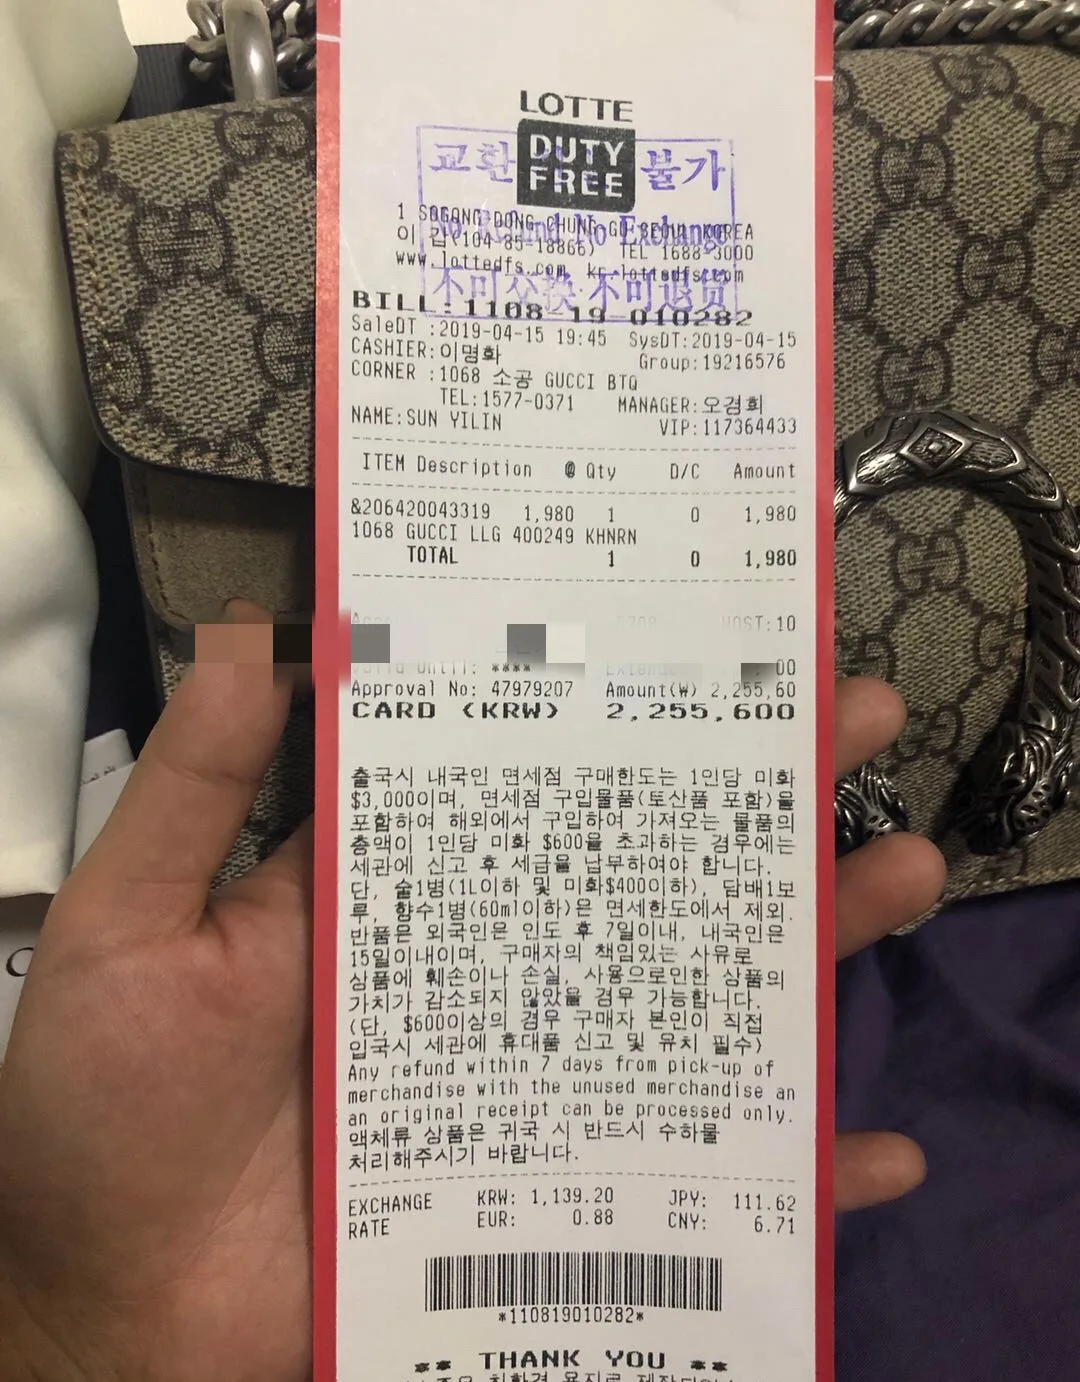 LOTTE
DUTY
FREE
교환 불가
No Refund No Exchange
不可交换·不可退货
1 SOGANG-DONG CHUNG-GU SEOUL KOREA
이 갑(104-85-18866) TEL 1688-3000
www.lottedfs.com kr.lottedfs.com
BILL:1108 19 010282
SaleDT :2019-04-15 19:45 SysDT:2019-04-15
CASHIER:이명화 Group:19216576
CORNER :1068 소공 GUCCI BTQ
TEL:1577-0371 MANAGER:오경희
NAME:SUN YILIN VIP:117364433
ITEM Description @ Qty D/C Amount
&206420043319 1,980 1 0 1,980
1068 GUCCI LLG 400249 KHNRN
TOTAL 1 0 1,980
HOST:10
Valid Until: **** 00
Approval No: 47979207 Amount(₩) 2,255,60
CARD (KRW) 2,255,600
출국시 내국인 면세점 구매한도는 1인당 미화
$3,000이며, 면세점 구입물품(토산품 포함)을
포함하여 해외에서 구입하여 가져오는 물품의
총액이 1인당 미화 $600을 초과하는 경우에는
세관에 신고 후 세금을 납부하여야 합니다.
단, 술1병(1L이하 및 미화$400이하), 담배1보
루, 향수1병(60ml이하)은 면세한도에서 제외.
반품은 외국인은 인도 후 7일이내, 내국인은
15일이내이며, 구매자의 책임있는 사유로
상품에 훼손이나 손실, 사용으로인한 상품의
가치가 감소되지 않았을 경우 가능합니다.
(단, $600이상의 경우 구매자 본인이 직접
입국시 세관에 휴대품 신고 및 유치 필수)
Any refund within 7 days from pick-up of
merchandise with the unused merchandise an
an original receipt can be processed only.
액체류 상품은 귀국 시 반드시 수하물
처리해주시기 바랍니다.
EXCHANGE KRW: 1,139.20 JPY: 111.62
RATE EUR: 0.88 CNY: 6.71
*110819010282*
** THANK YOU **